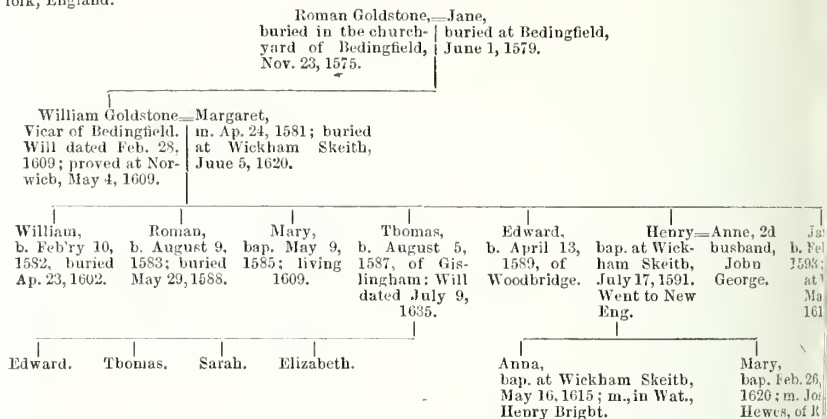 folk, England.
Roman Goldstone,=Jane,
buried in the church- buried at Bedingfield,
yard of Bedingfield, June 1, 1579.
Nov. 23, 1575.
William Goldstone=Margaret,
Vicar of Bedingfield. m. Ap. 24, 1581; buried
Will dated Feb. 28, at Wickham Skeith,
1609; proved at Nor- June 5, 1620.
wich, May 4, 1609.
William,
b. Feb'ry 10,
1582, buried
Ap. 23, 1602.
Roman,
b. August 9,
1583; buried
May 29, 1588.
Mary,
bap. May 9,
1585; living
1609.
Thomas,
b. August 5,
1587, of Gis-
lingham: Will
dated July 9,
1635.
Edward,
b. April 13,
1589, of
Woodbridge.
Henry=Anne, 2d
bap. at Wick- busband,
ham Skeith, John
July 17, 1591. George.
Went to New
Eng.
b.
1593;
at
Edward. Thomas. Sarah. Elizabeth.
Anna,
bap. at Wickham Skeith,
May 16, 1615; m., in Wat.,
Henry Bright.
Mary,
bap. Feb. 26,
1620; m.
Hewes, of